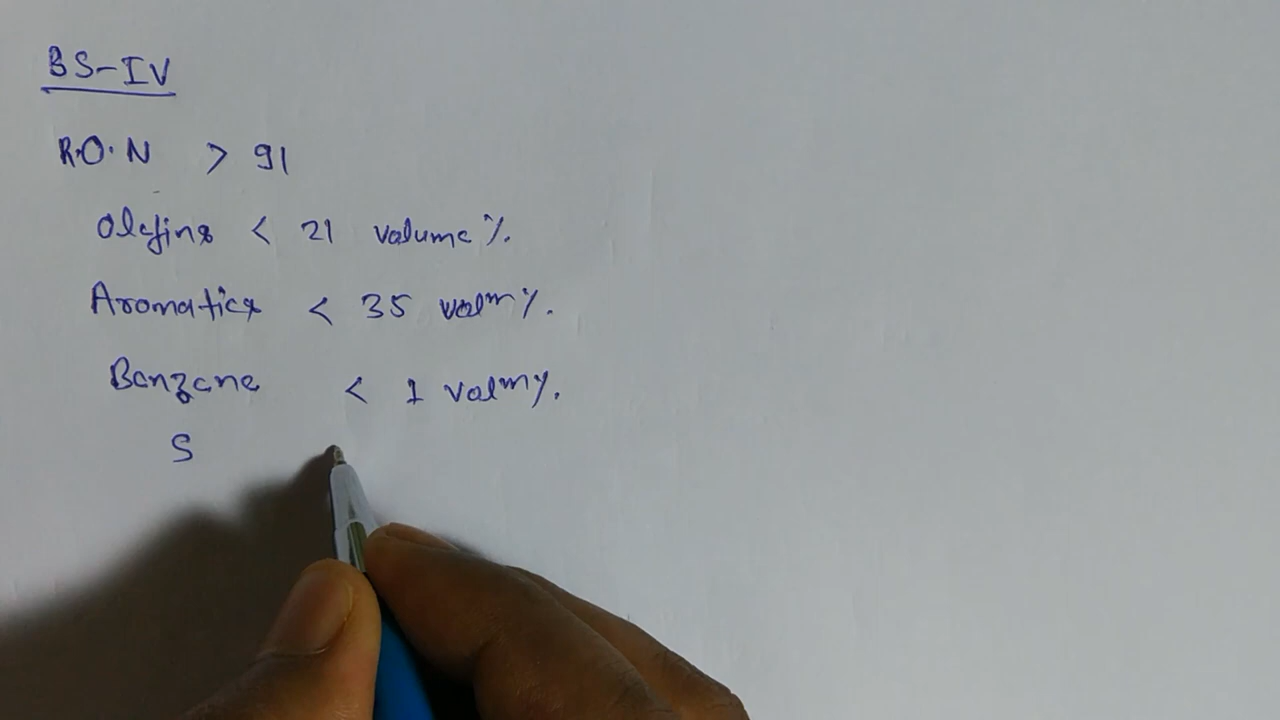 BS-IV
R.O.N > 91
Olefins < 21 volume %.
Aromatics < 35 volm %.
Benzene < 1 volm %.
S